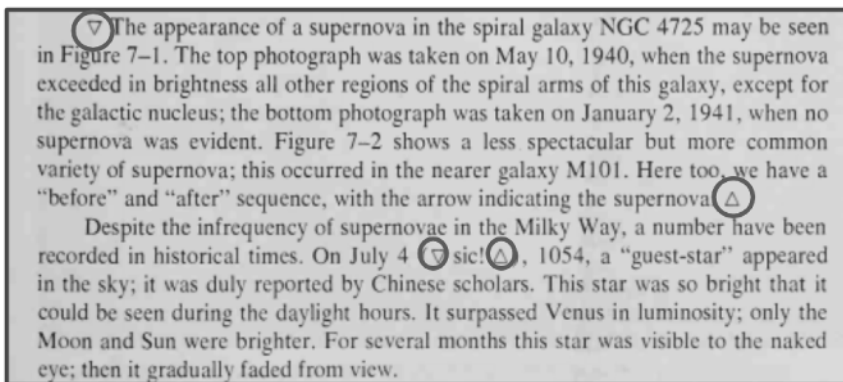 ▽ The appearance of a supernova in the spiral galaxy NGC 4725 may be seen
in Figure 7–1. The top photograph was taken on May 10, 1940, when the supernova
exceeded in brightness all other regions of the spiral arms of this galaxy, except for
the galactic nucleus; the bottom photograph was taken on January 2, 1941, when no
supernova was evident. Figure 7–2 shows a less spectacular but more common
variety of supernova; this occurred in the nearer galaxy M101. Here too, we have a
“before” and “after” sequence, with the arrow indicating the supernova. △
Despite the infrequency of supernovae in the Milky Way, a number have been
recorded in historical times. On July 4 (▽ sic! △), 1054, a “guest-star” appeared
in the sky; it was duly reported by Chinese scholars. This star was so bright that it
could be seen during the daylight hours. It surpassed Venus in luminosity; only the
Moon and Sun were brighter. For several months this star was visible to the naked
eye; then it gradually faded from view.